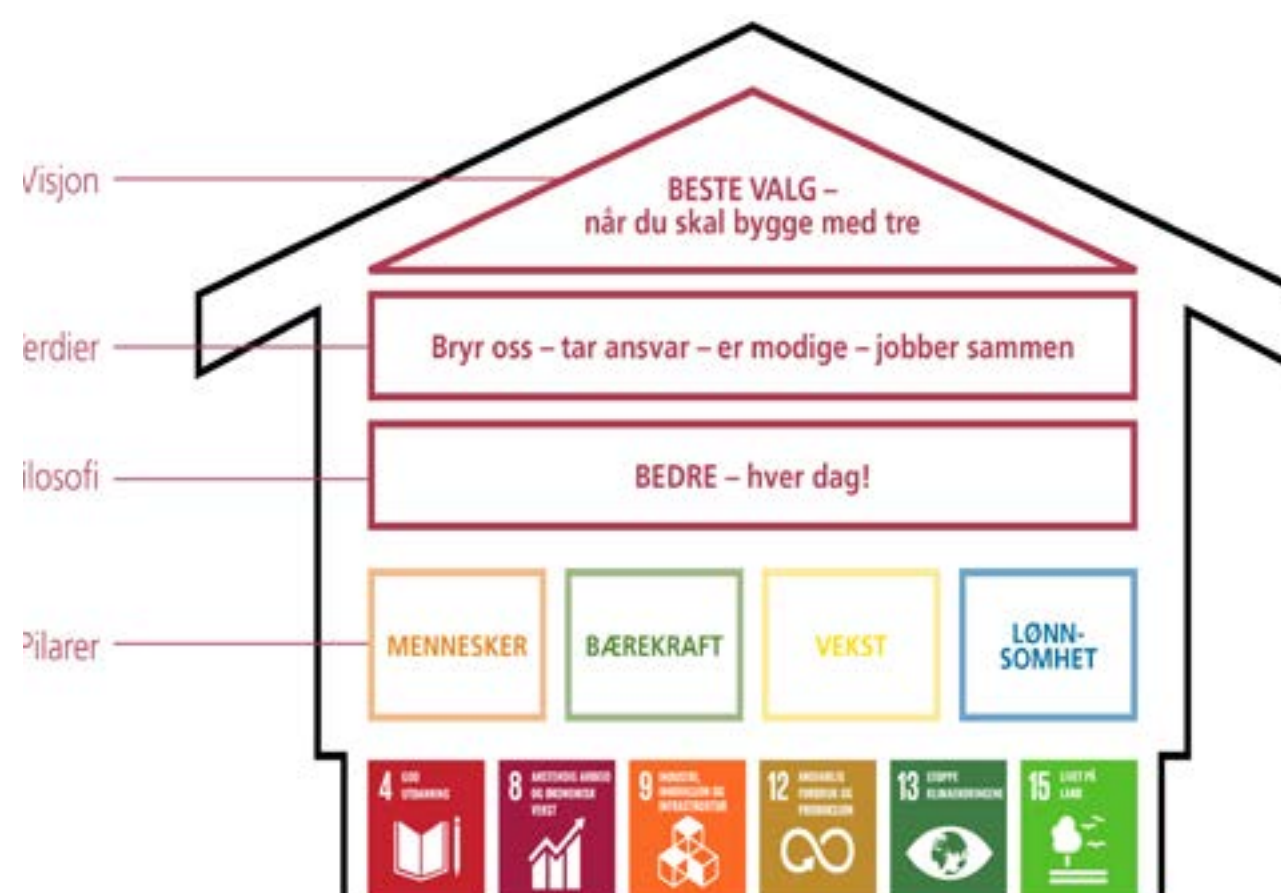 Visjon
BESTE VALG –
når du skal bygge med tre
erdier
Bryr oss – tar ansvar – er modige – jobber sammen
ilosofi
BEDRE – hver dag!
Pilarer
MENNESKER
BÆREKRAFT
VEKST
LØNN-
SOMHET
4 GOD
UTDANNING
8 ANSTENDIG ARBEID
OG ØKONOMISK
VEKST
9 INDUSTRI,
INNOVASJON OG
INFRASTRUKTUR
12 ANSVARLIG
FORBRUK OG
PRODUKSJON
13 STOPPE
KLIMAENDRINGENE
15 LIVET PÅ
LAND